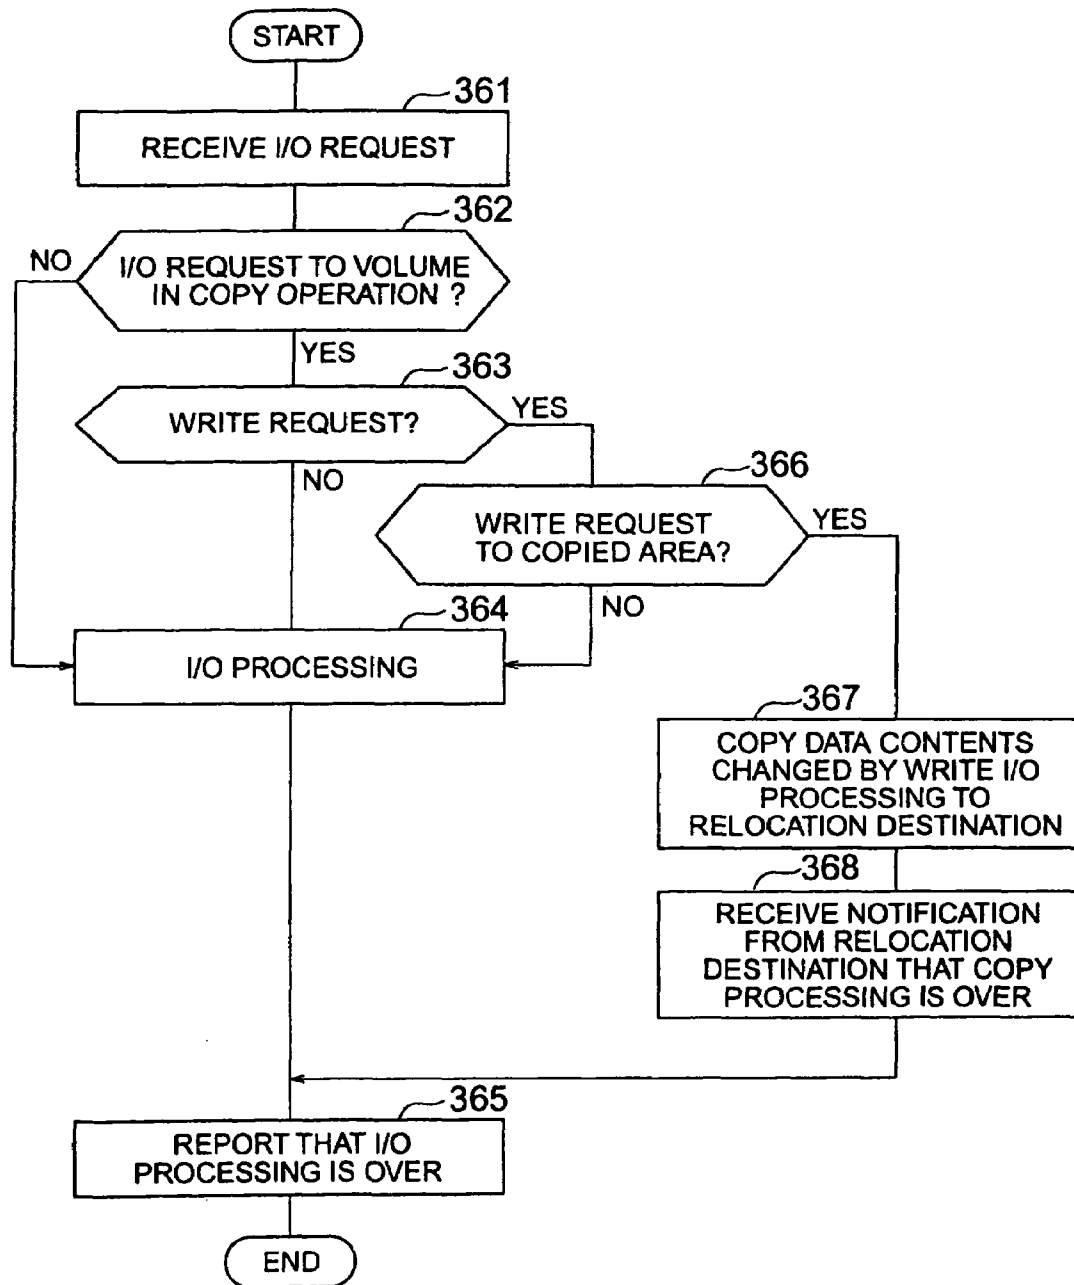 START
361
RECEIVE I/O REQUEST
362
NO
I/O REQUEST TO VOLUME
IN COPY OPERATION ?
YES
363
WRITE REQUEST?
YES
NO
366
WRITE REQUEST
TO COPIED AREA?
YES
NO
364
I/O PROCESSING
367
COPY DATA CONTENTS
CHANGED BY WRITE I/O
PROCESSING TO
RELOCATION DESTINATION
368
RECEIVE NOTIFICATION
FROM RELOCATION
DESTINATION THAT COPY
PROCESSING IS OVER
365
REPORT THAT I/O
PROCESSING IS OVER
END